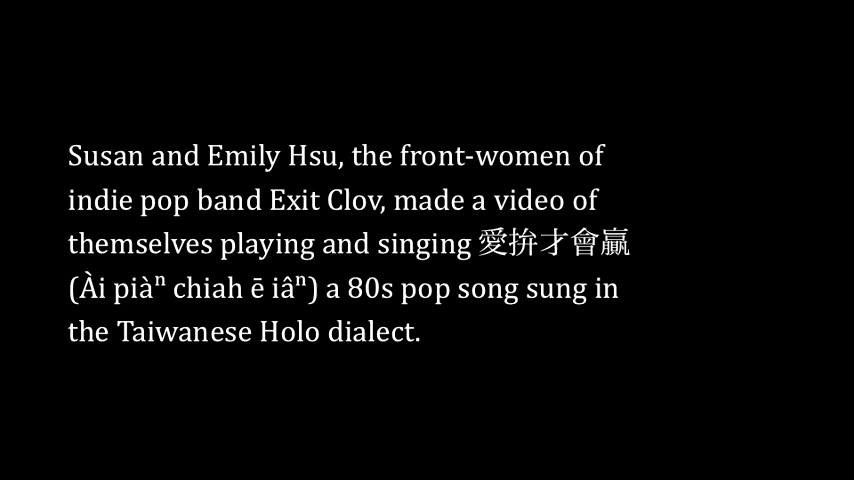 Susan and Emily Hsu, the front-women of
indie pop band Exit Clov, made a video of
themselves playing and singing 愛拚才會贏
(Ài piàⁿ chiah ē iâⁿ) a 80s pop song sung in
the Taiwanese Holo dialect.